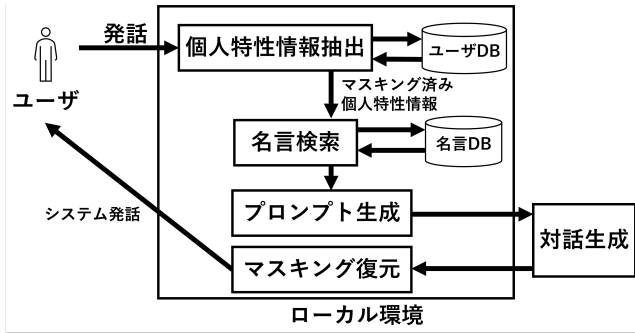 発話
個人特性情報抽出
ユーザDB
ユーザ
マスキング済み
個人特性情報
名言検索
名言DB
プロンプト生成
システム発話
対話生成
マスキング復元
ローカル環境